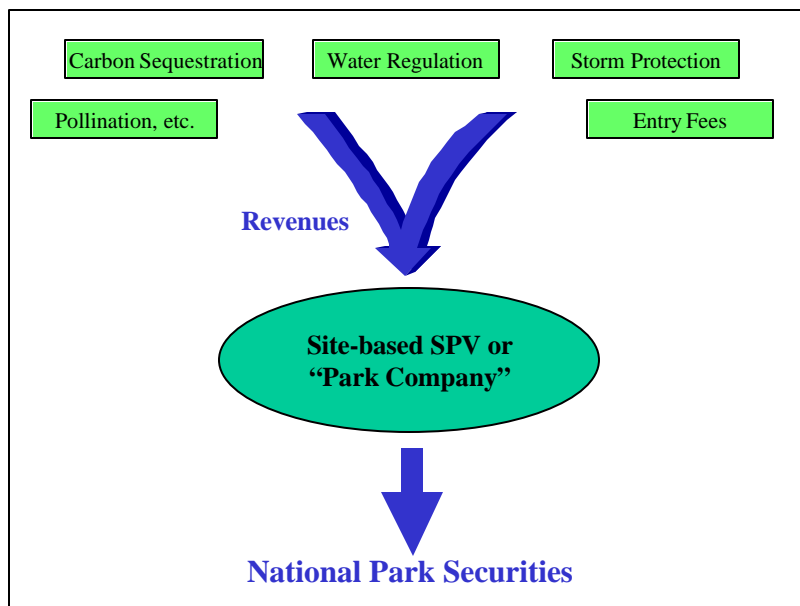 Carbon Sequestration
Water Regulation
Storm Protection
Pollination, etc.
Entry Fees
Revenues
Site-based SPV or
“Park Company”
National Park Securities